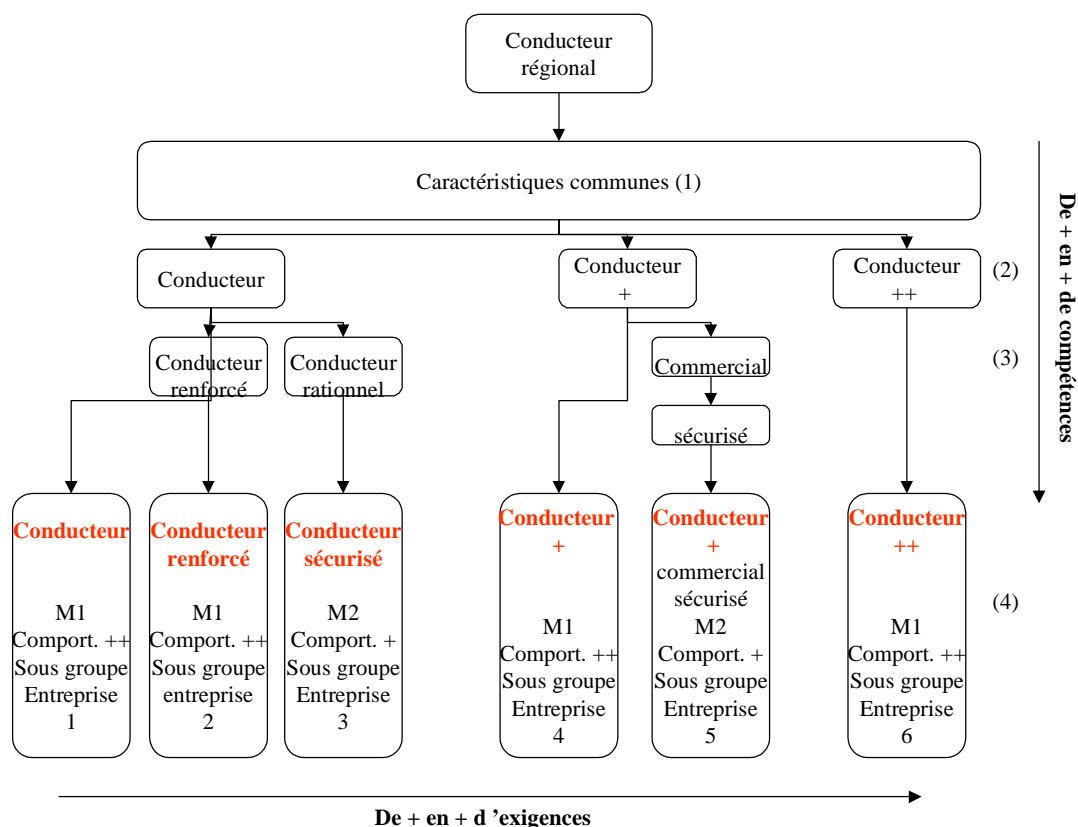 Conducteur
régional
Caractéristiques communes (1)
Conducteur
Conducteur
+
Conducteur
++
(2)
Conducteur
renforcé
Conducteur
rationnel
Commercial
(3)
sécurisé
De + en + de compétences
Conducteur
M1
Comport. ++
Sous groupe
Entreprise
1
Conducteur
renforcé
M1
Comport. ++
Sous groupe
entreprise
2
Conducteur
sécurisé
M2
Comport. +
Sous groupe
Entreprise
3
Conducteur
+
M1
Comport. ++
Sous groupe
Entreprise
4
Conducteur
+
commercial
sécurisé
M2
Comport. +
Sous groupe
Entreprise
5
Conducteur
++
M1
Comport. ++
Sous groupe
Entreprise
6
(4)
De + en + d ’exigences